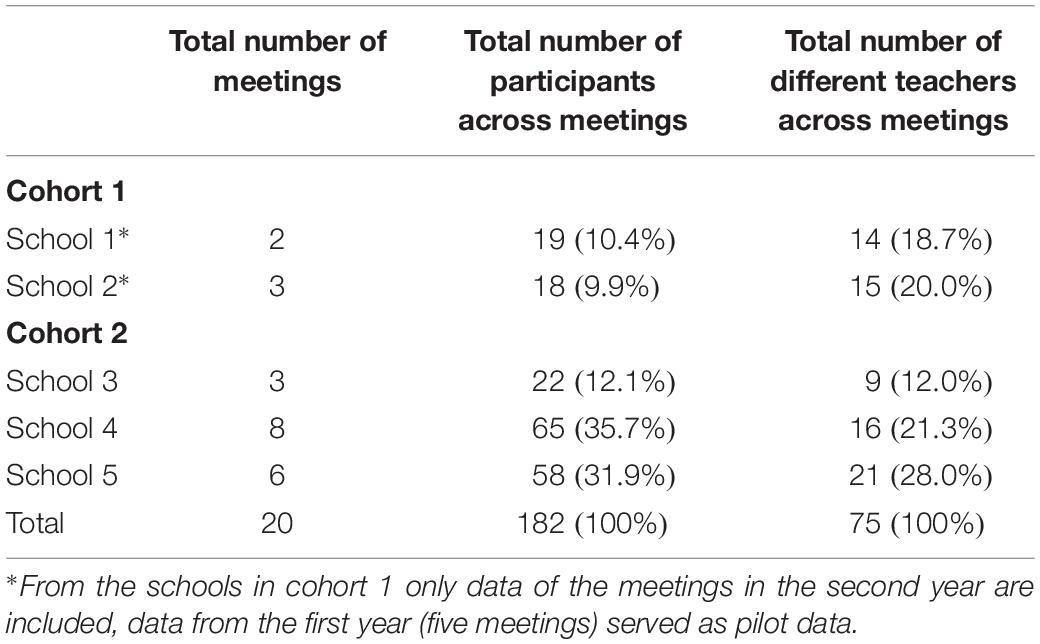 Total number of meetings Total number of participants across meetings Total number of different teachers across meetings
Cohort 1
School 1* 2 19 (10.4%) 14 (18.7%)
School 2* 3 18 (9.9%) 15 (20.0%)
Cohort 2
School 3 3 22 (12.1%) 9 (12.0%)
School 4 8 65 (35.7%) 16 (21.3%)
School 5 6 58 (31.9%) 21 (28.0%)
Total 20 182 (100%) 75 (100%)
*From the schools in cohort 1 only data of the meetings in the second year are
included, data from the first year (five meetings) served as pilot data.